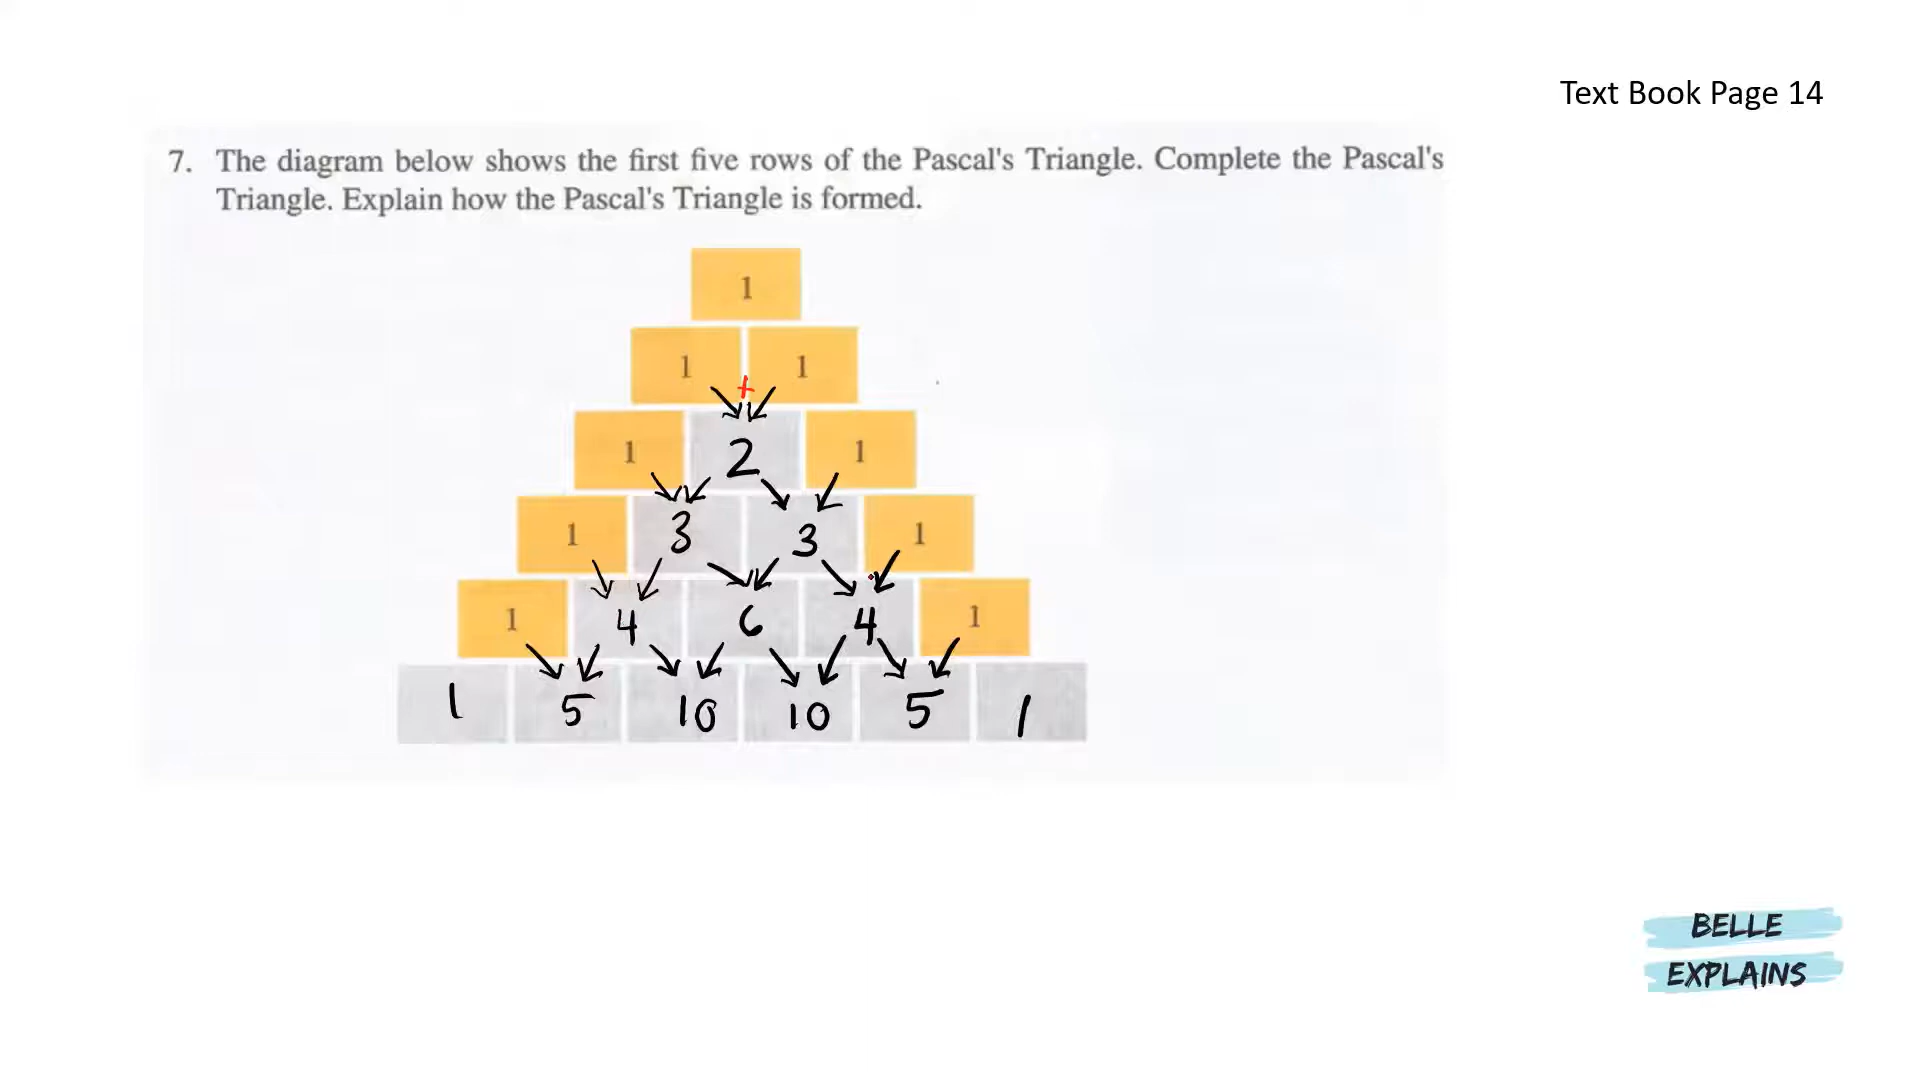 Text Book Page 14
7. The diagram below shows the first five rows of the Pascal's Triangle. Complete the Pascal's
Triangle. Explain how the Pascal's Triangle is formed.
1
1 + 1
1 2 1
1 3 3 1
1 4 6 4 1
1 5 10 10 5 1
BELLE
EXPLAINS